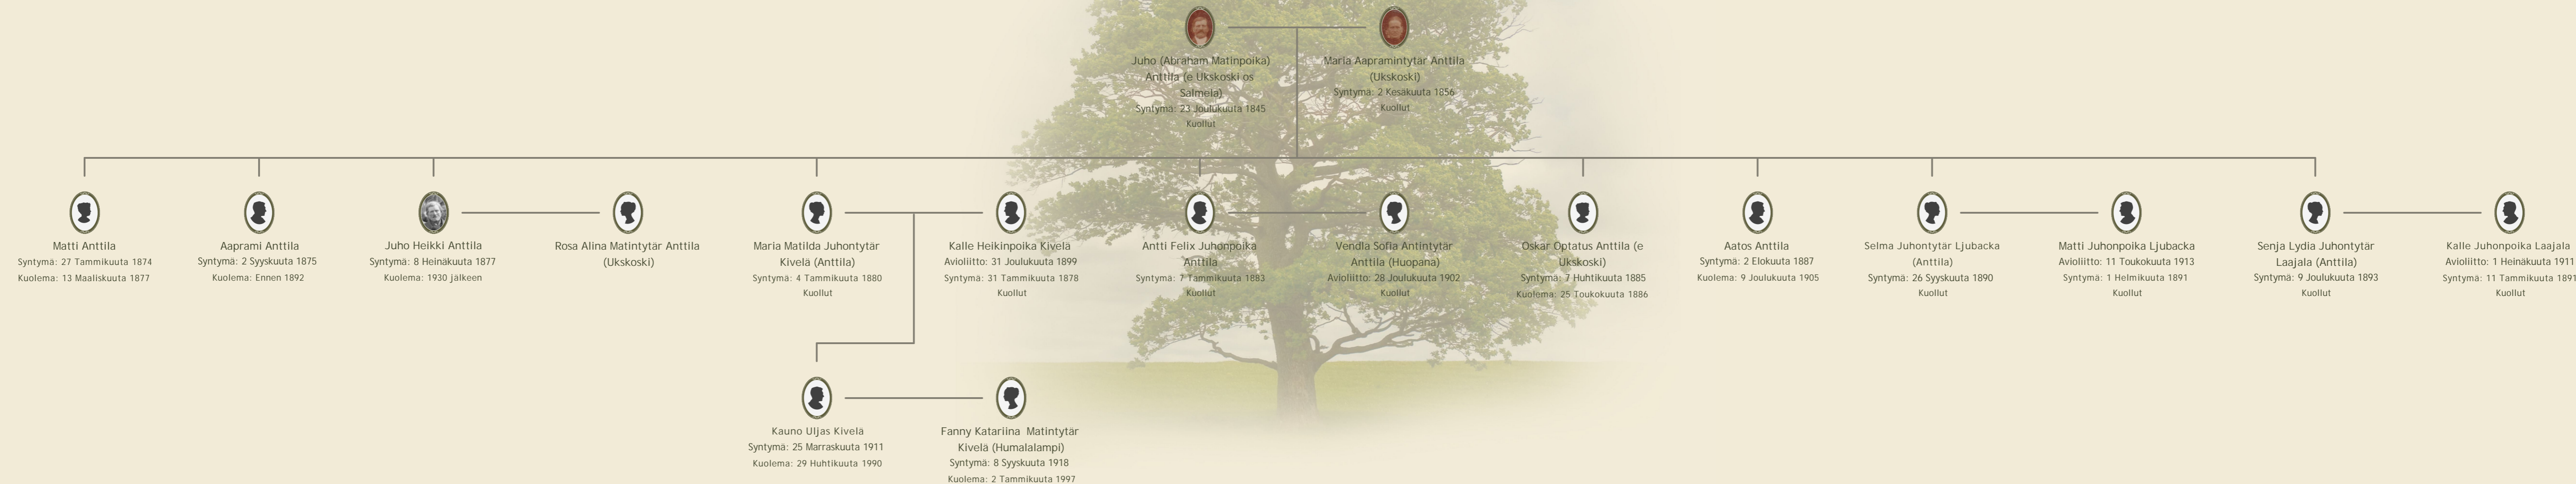 Juho (Abraham Matinpoika)
Anttila (e Ukskoski os
Salmela)
Syntymä: 23 Joulukuuta 1845
Kuollut
Maria Aapramintytär Anttila
(Ukskoski)
Syntymä: 2 Kesäkuuta 1856
Kuollut
Matti Anttila
Syntymä: 27 Tammikuuta 1874
Kuolema: 13 Maaliskuuta 1877
Aaprami Anttila
Syntymä: 2 Syyskuuta 1875
Kuolema: Ennen 1892
Juho Heikki Anttila
Syntymä: 8 Heinäkuuta 1877
Kuolema: 1930 jälkeen
Rosa Alina Matintytär Anttila
(Ukskoski)
Maria Matilda Juhontytär
Kivelä (Anttila)
Syntymä: 4 Tammikuuta 1880
Kuollut
Kalle Heikinpoika Kivelä
Avioliitto: 31 Joulukuuta 1899
Syntymä: 31 Tammikuuta 1878
Kuollut
Antti Felix Juhonpoika
Anttila
Syntymä: 7 Tammikuuta 1883
Kuollut
Vendla Sofia Antintytär
Anttila (Huopana)
Avioliitto: 28 Joulukuuta 1902
Kuollut
Oskar Optatus Anttila (e
Ukskoski)
Syntymä: 7 Huhtikuuta 1885
Kuolema: 25 Toukokuuta 1886
Aatos Anttila
Syntymä: 2 Elokuuta 1887
Kuolema: 9 Joulukuuta 1905
Selma Juhontytär Ljubacka
(Anttila)
Syntymä: 26 Syyskuuta 1890
Kuollut
Matti Juhonpoika Ljubacka
Avioliitto: 11 Toukokuuta 1913
Syntymä: 1 Helmikuuta 1891
Kuollut
Senja Lydia Juhontytär
Laajala (Anttila)
Syntymä: 9 Joulukuuta 1893
Kuollut
Kalle Juhonpoika Laajala
Avioliitto: 1 Heinäkuuta 1911
Syntymä: 11 Tammikuuta 1891
Kuollut
Kauno Uljas Kivelä
Syntymä: 25 Marraskuuta 1911
Kuolema: 29 Huhtikuuta 1990
Fanny Katariina  Matintytär
Kivelä (Humalalampi)
Syntymä: 8 Syyskuuta 1918
Kuolema: 2 Tammikuuta 1997